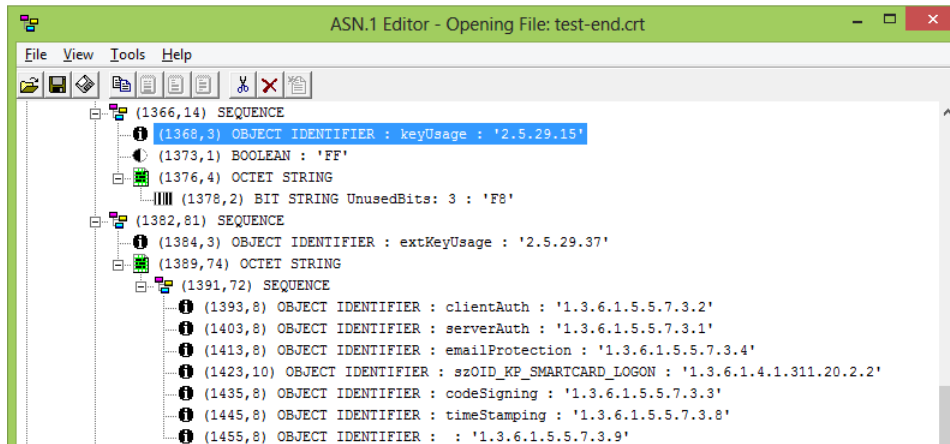 ASN.1 Editor - Opening File: test-end.crt
File View Tools Help
(1366,14) SEQUENCE
(1368,3) OBJECT IDENTIFIER : keyUsage : '2.5.29.15'
(1373,1) BOOLEAN : 'FF'
(1376,4) OCTET STRING
(1378,2) BIT STRING UnusedBits: 3 : 'F8'
(1382,81) SEQUENCE
(1384,3) OBJECT IDENTIFIER : extKeyUsage : '2.5.29.37'
(1389,74) OCTET STRING
(1391,72) SEQUENCE
(1393,8) OBJECT IDENTIFIER : clientAuth : '1.3.6.1.5.5.7.3.2'
(1403,8) OBJECT IDENTIFIER : serverAuth : '1.3.6.1.5.5.7.3.1'
(1413,8) OBJECT IDENTIFIER : emailProtection : '1.3.6.1.5.5.7.3.4'
(1423,10) OBJECT IDENTIFIER : szOID_KP_SMARTCARD_LOGON : '1.3.6.1.4.1.311.20.2.2'
(1435,8) OBJECT IDENTIFIER : codeSigning : '1.3.6.1.5.5.7.3.3'
(1445,8) OBJECT IDENTIFIER : timeStamping : '1.3.6.1.5.5.7.3.8'
(1455,8) OBJECT IDENTIFIER : : '1.3.6.1.5.5.7.3.9'